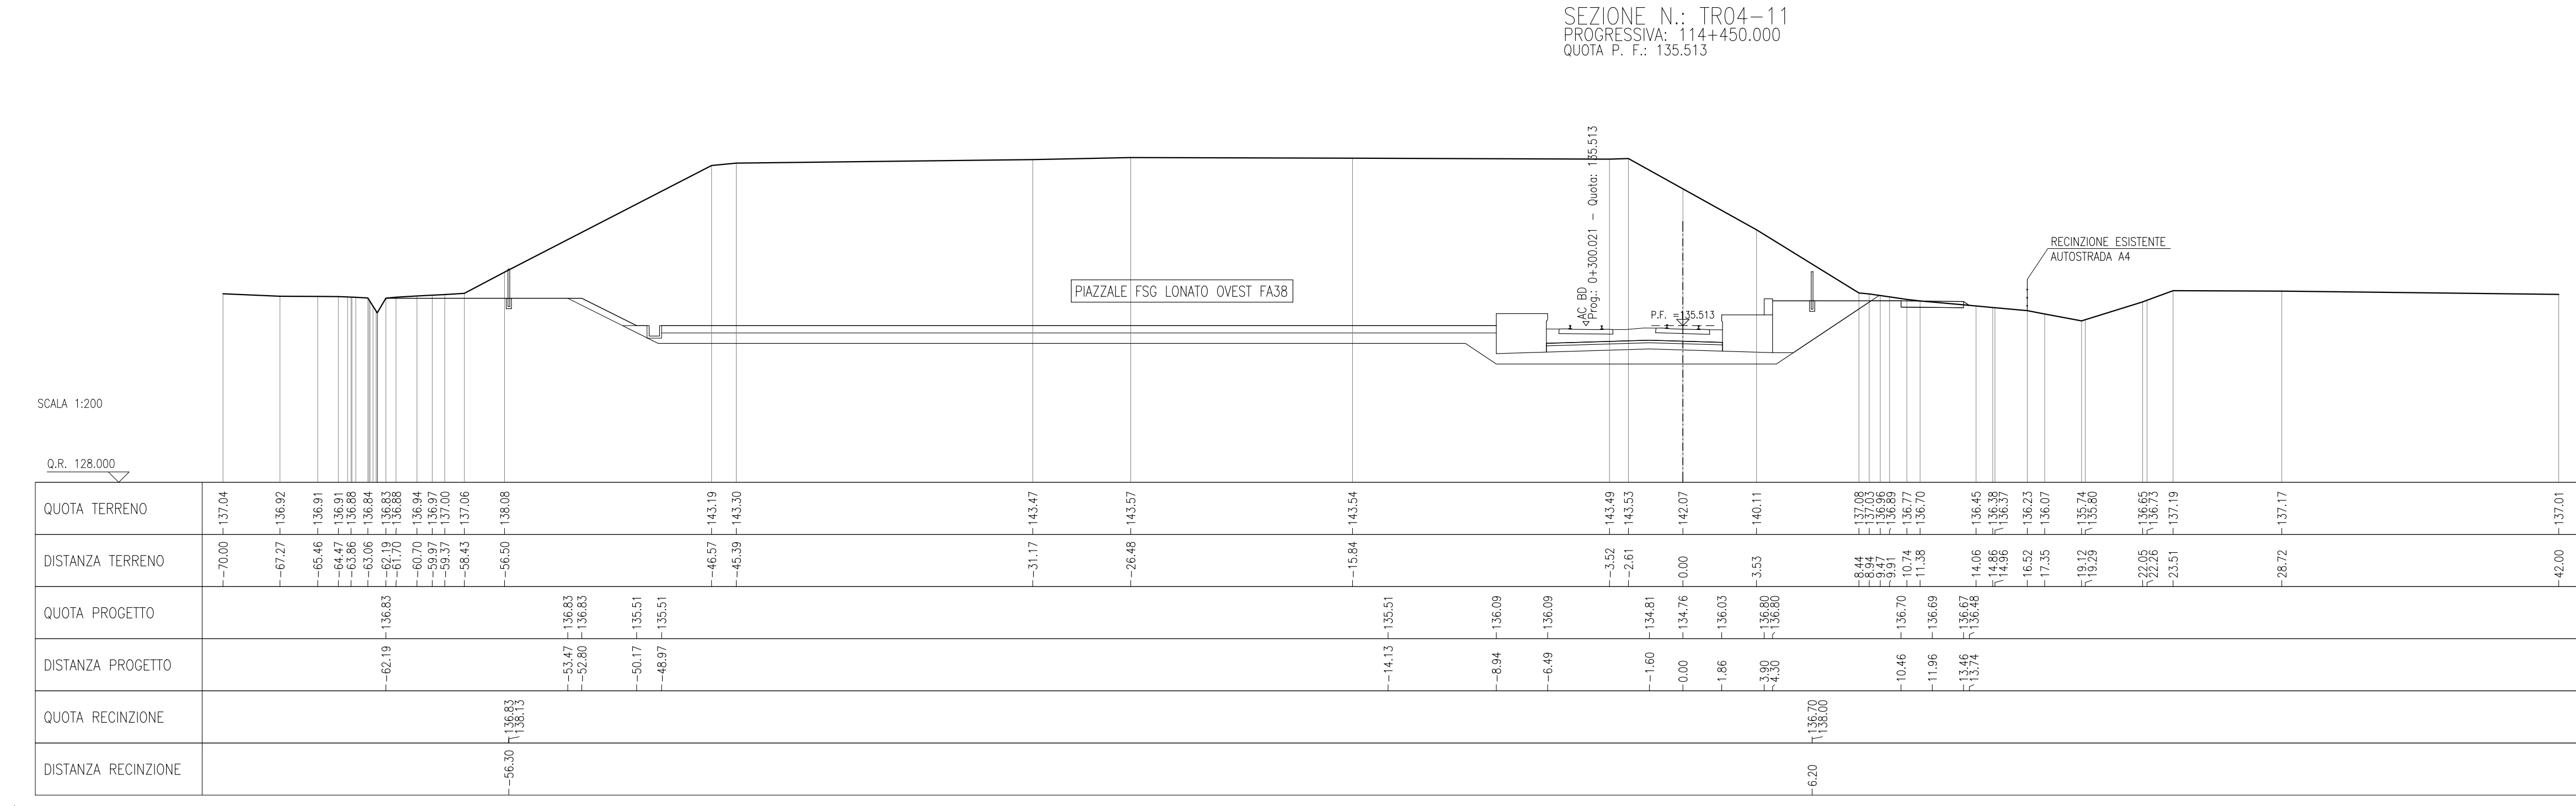 SEZIONE N.: TR04-11
PROGRESSIVA: 114+450.000
QUOTA P. F.: 135.513
AC BD
Prog.: 0+300.021 - Quota: 135.513
RECINZIONE ESISTENTE
AUTOSTRADA A4
PIAZZALE FSG LONATO OVEST FA38
P.F. =135.513
SCALA 1:200
Q.R. 128.000
QUOTA TERRENO 137.04 136.92 136.91 136.91 136.88 136.84 136.83 136.88 136.94 136.97 137.00 137.06 138.08 143.19 143.30 143.47 143.57 143.54 143.49 143.53 142.07 140.11 137.08 137.03 136.96 136.89 136.77 136.70 136.45 136.38 136.37 136.23 136.07 135.74 135.80 136.65 136.73 137.19 137.17 137.01
DISTANZA TERRENO -70.00 -67.27 -65.46 -64.47 -63.86 -63.06 -62.19 -61.70 -60.70 -59.97 -59.37 -58.43 -56.50 -46.57 -45.39 -31.17 -26.48 -15.84 -3.52 -2.61 0.00 3.53 8.44 8.94 9.47 9.91 10.74 11.38 14.06 14.86 14.96 16.52 17.35 19.12 19.29 22.05 22.26 23.51 28.72 42.00
QUOTA PROGETTO 136.83 136.83 136.83 135.51 135.51 135.51 136.09 136.09 134.81 134.76 136.03 136.80 136.80 136.70 136.69 136.67 136.48
DISTANZA PROGETTO -62.19 -53.47 -52.80 -50.17 -48.97 -14.13 -8.94 -6.49 -1.60 0.00 1.86 3.90 4.30 10.46 11.96 13.46 13.74
QUOTA RECINZIONE 136.83 138.13 136.70 138.00
DISTANZA RECINZIONE -56.30 6.20